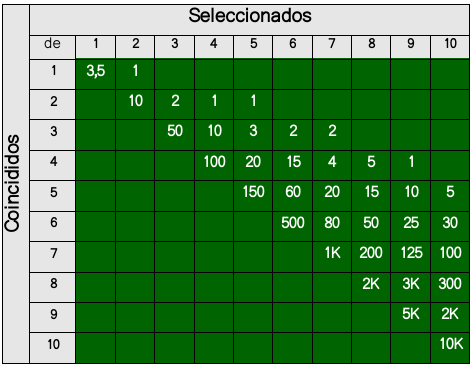 Seleccionados
Coincididos
de 1 2 3 4 5 6 7 8 9 10
1 3,5 1
2 10 2 1 1
3 50 10 3 2 2
4 100 20 15 4 5 1
5 150 60 20 15 10 5
6 500 80 50 25 30
7 1K 200 125 100
8 2K 3K 300
9 5K 2K
10 10K